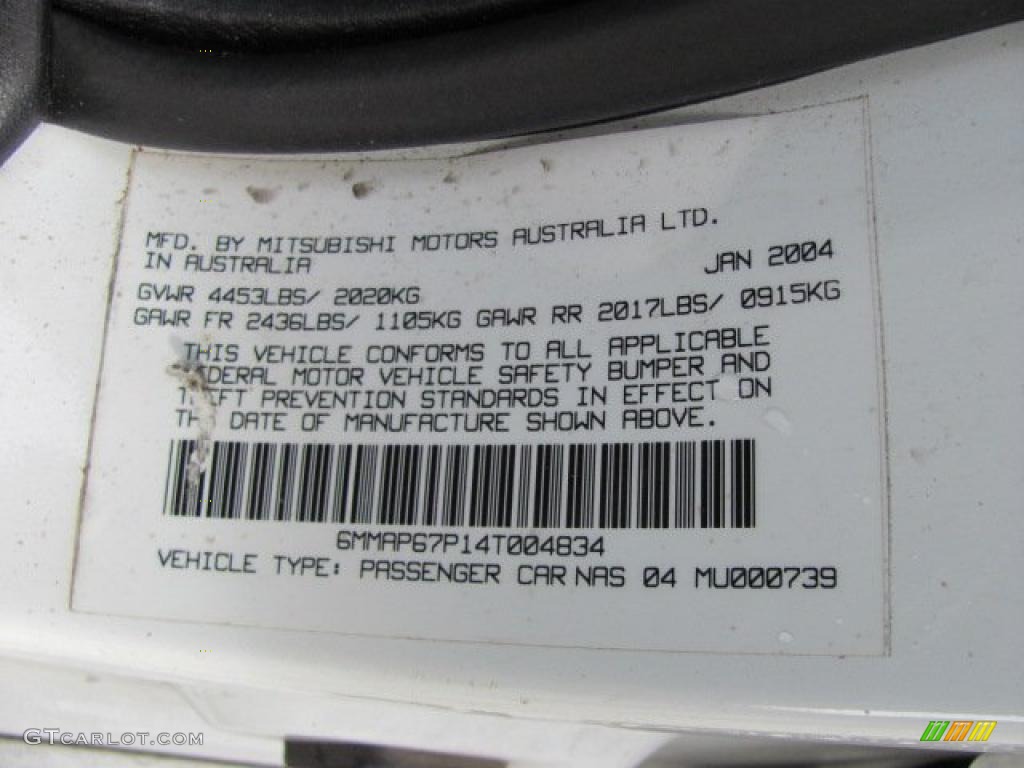 MFD. BY MITSUBISHI MOTORS AUSTRALIA LTD.
IN AUSTRALIA JAN 2004
GVWR 4453LBS/ 2020KG
GAWR FR 2436LBS/ 1105KG GAWR RR 2017LBS/ 0915KG
THIS VEHICLE CONFORMS TO ALL APPLICABLE
FEDERAL MOTOR VEHICLE SAFETY BUMPER AND
THEFT PREVENTION STANDARDS IN EFFECT ON
THE DATE OF MANUFACTURE SHOWN ABOVE.
6MMAP67P14T004834
VEHICLE TYPE: PASSENGER CAR NAS 04 MU000739
GTCARLOT.COM